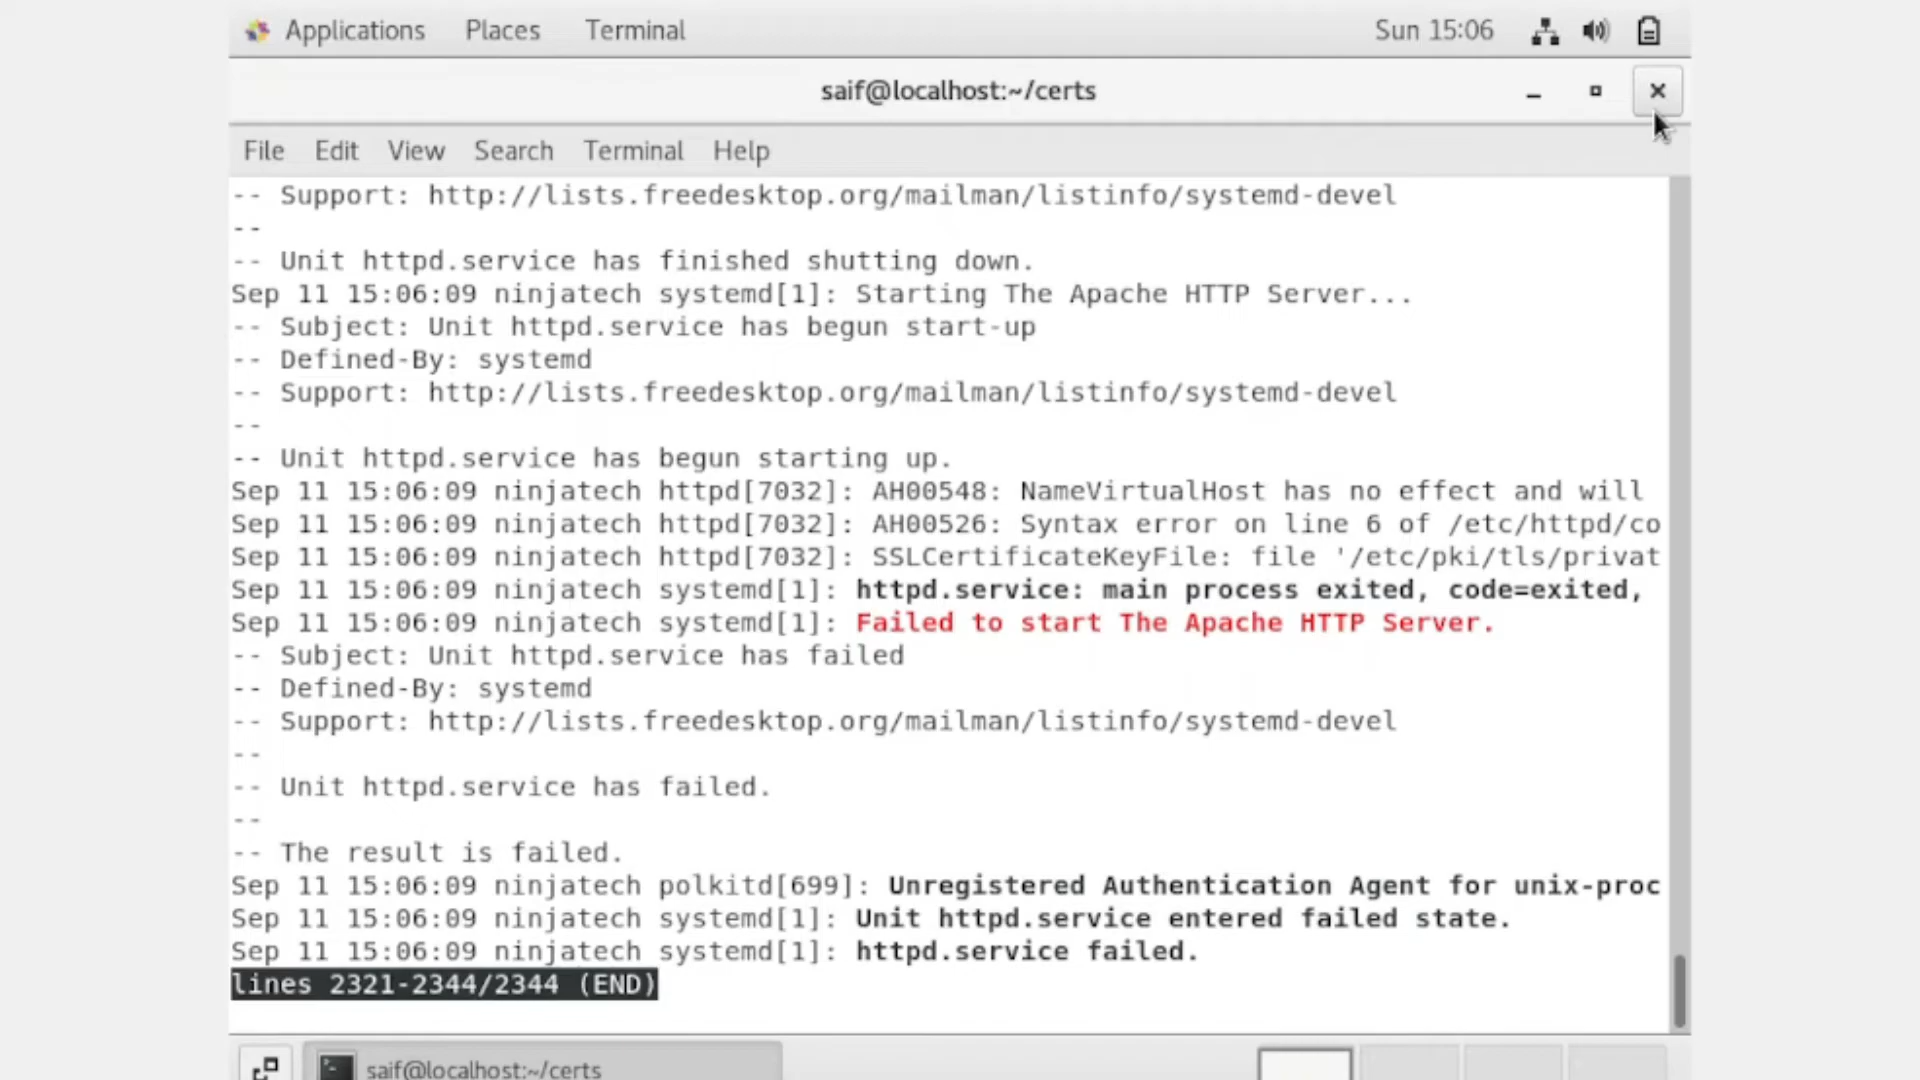 Applications Places Terminal Sun 15:06
saif@localhost:~/certs
File Edit View Search Terminal Help
-- Support: http://lists.freedesktop.org/mailman/listinfo/systemd-devel
--
-- Unit httpd.service has finished shutting down.
Sep 11 15:06:09 ninjatech systemd[1]: Starting The Apache HTTP Server...
-- Subject: Unit httpd.service has begun start-up
-- Defined-By: systemd
-- Support: http://lists.freedesktop.org/mailman/listinfo/systemd-devel
--
-- Unit httpd.service has begun starting up.
Sep 11 15:06:09 ninjatech httpd[7032]: AH00548: NameVirtualHost has no effect and will
Sep 11 15:06:09 ninjatech httpd[7032]: AH00526: Syntax error on line 6 of /etc/httpd/co
Sep 11 15:06:09 ninjatech httpd[7032]: SSLCertificateKeyFile: file '/etc/pki/tls/privat
Sep 11 15:06:09 ninjatech systemd[1]: httpd.service: main process exited, code=exited,
Sep 11 15:06:09 ninjatech systemd[1]: Failed to start The Apache HTTP Server.
-- Subject: Unit httpd.service has failed
-- Defined-By: systemd
-- Support: http://lists.freedesktop.org/mailman/listinfo/systemd-devel
--
-- Unit httpd.service has failed.
--
-- The result is failed.
Sep 11 15:06:09 ninjatech polkitd[699]: Unregistered Authentication Agent for unix-proc
Sep 11 15:06:09 ninjatech systemd[1]: Unit httpd.service entered failed state.
Sep 11 15:06:09 ninjatech systemd[1]: httpd.service failed.
lines 2321-2344/2344 (END)
saif@localhost:~/certs